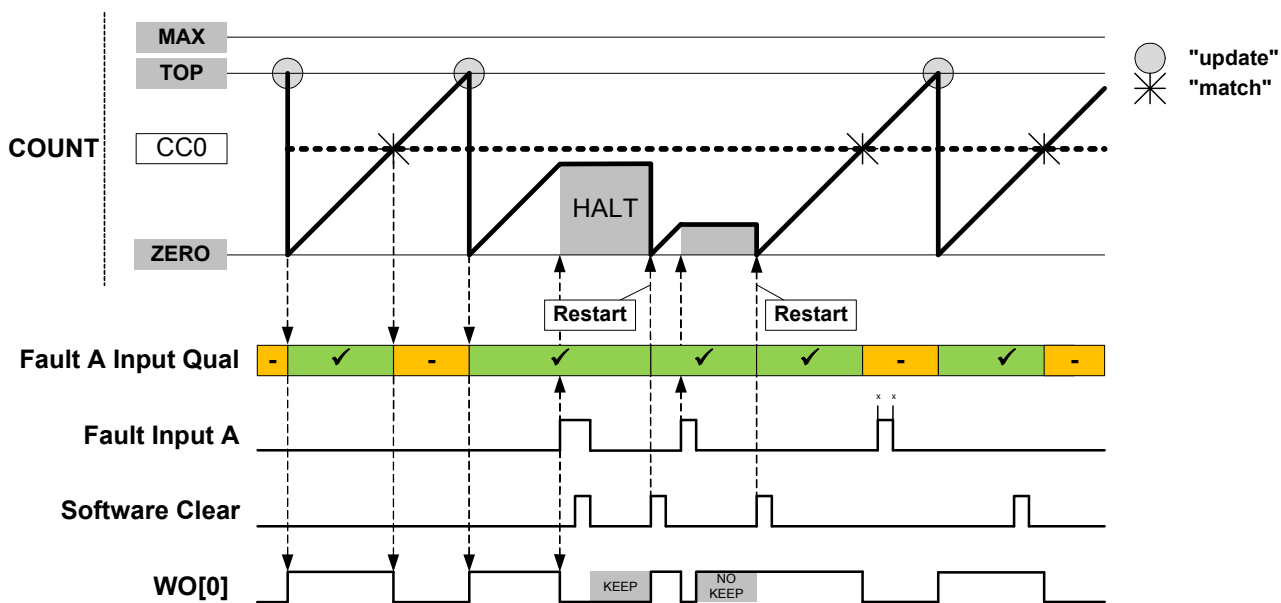 MAX
"update"
TOP
"match"
COUNT
CC0
HALT
ZERO
Restart
Restart
Fault A Input Qual
- ✓ - ✓ ✓ ✓ - ✓ -
x x
Fault Input A
Software Clear
WO[0]
KEEP
NO
KEEP